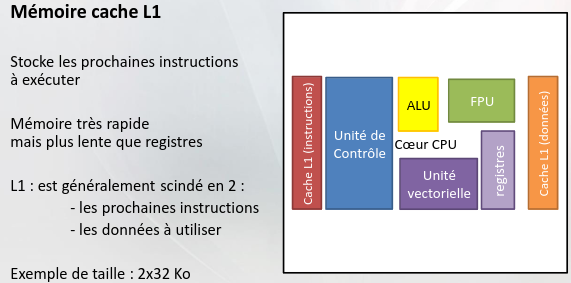 Mémoire cache L1
Stocke les prochaines instructions
à exécuter
Mémoire très rapide
mais plus lente que registres
L1 : est généralement scindé en 2 :
- les prochaines instructions
- les données à utiliser
Exemple de taille : 2x32 Ko
Cache L1 (instructions)
Unité de
Contrôle
ALU
FPU
Cœur CPU
Unité
vectorielle
registres
Cache L1 (données)